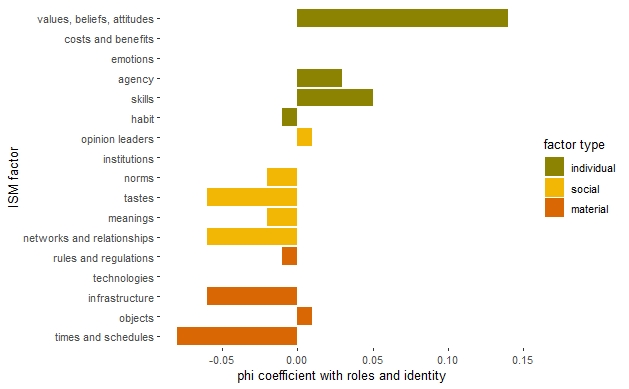 values, beliefs, attitudes
costs and benefits
emotions
agency
skills
habit
opinion leaders
institutions
norms
tastes
meanings
networks and relationships
rules and regulations
technologies
infrastructure
objects
times and schedules
ISM factor
-0.05 0.00 0.05 0.10 0.15
phi coefficient with roles and identity
factor type
individual
social
material